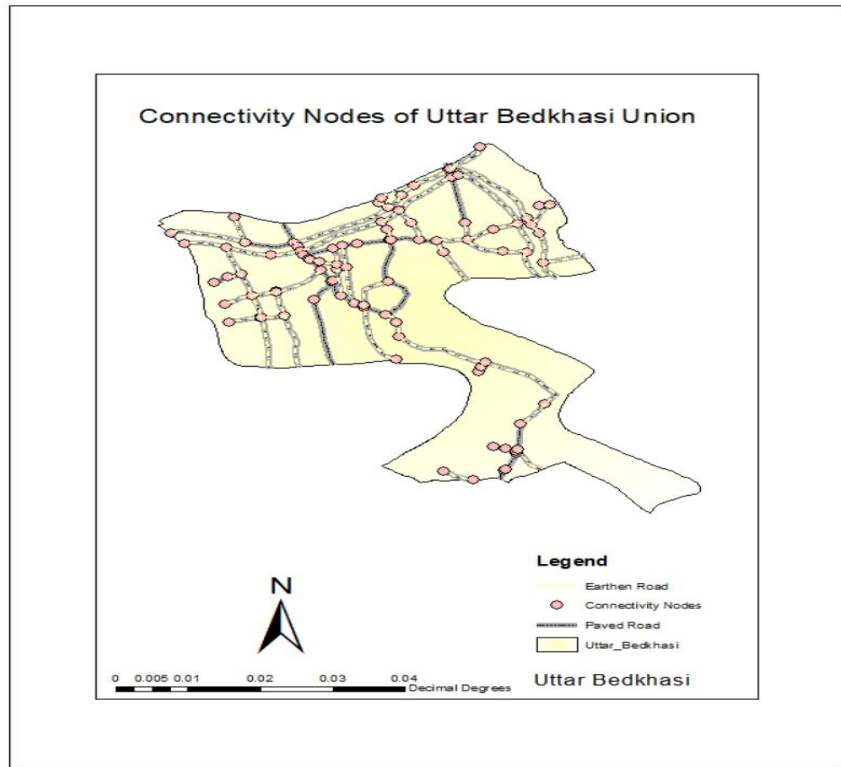 Connectivity Nodes of Uttar Bedkhasi Union
Legend
Earthen Road
Connectivity Nodes
Paved Road
Uttar_Bedkhasi
N
0 0.005 0.01 0.02 0.03 0.04
Decimal Degrees
Uttar Bedkhasi